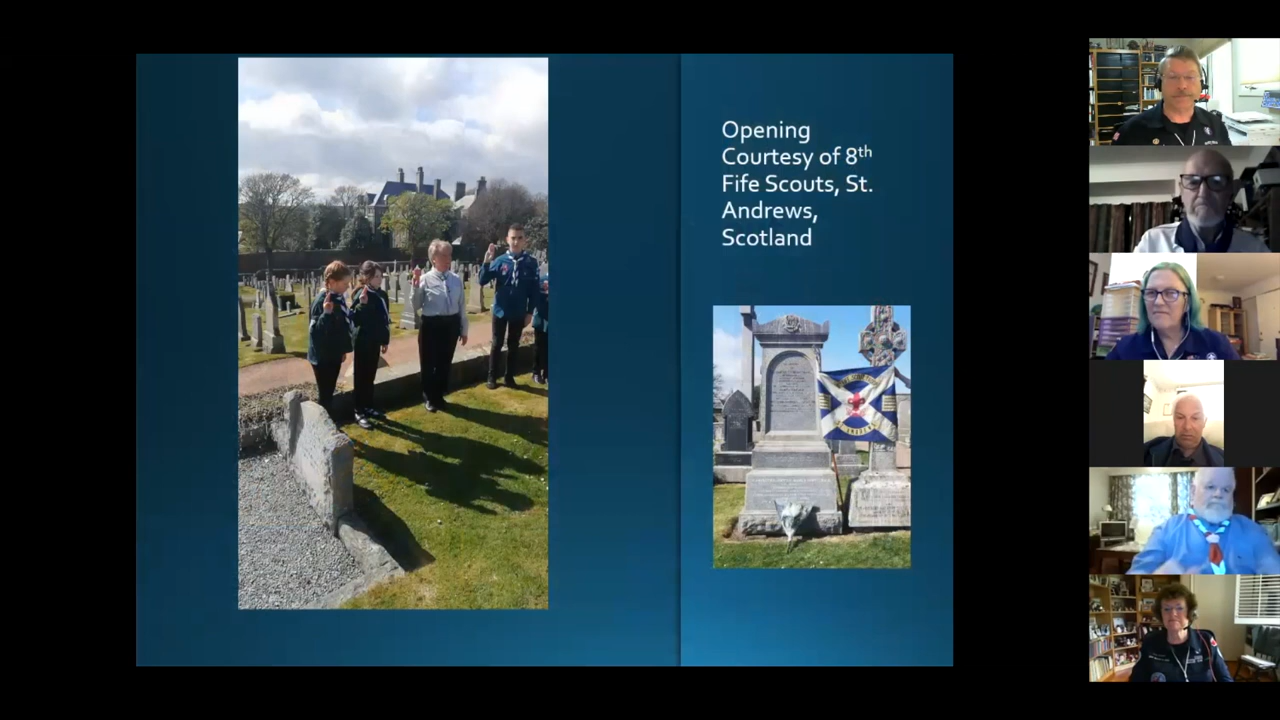 Opening
Courtesy of 8th
Fife Scouts, St.
Andrews,
Scotland